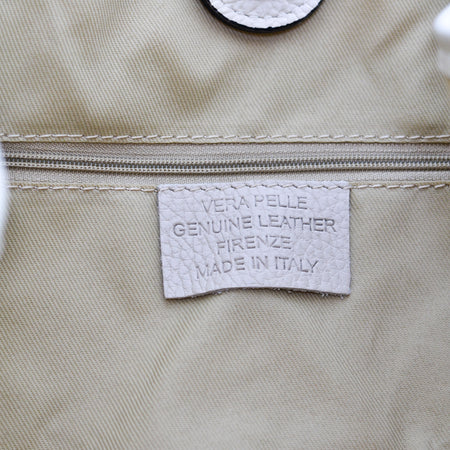 VERA PELLE
GENUINE LEATHER
FIRENZE
MADE IN ITALY